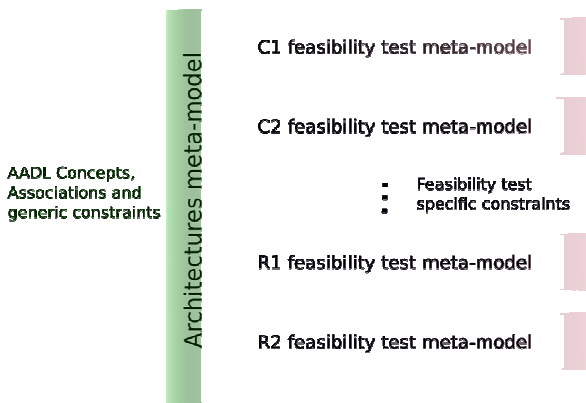 AADL Concepts,
Associations and
generic constraints
Architectures meta-model
C1 feasibility test meta-model
C2 feasibility test meta-model
Feasibility test
specific constraints
R1 feasibility test meta-model
R2 feasibility test meta-model